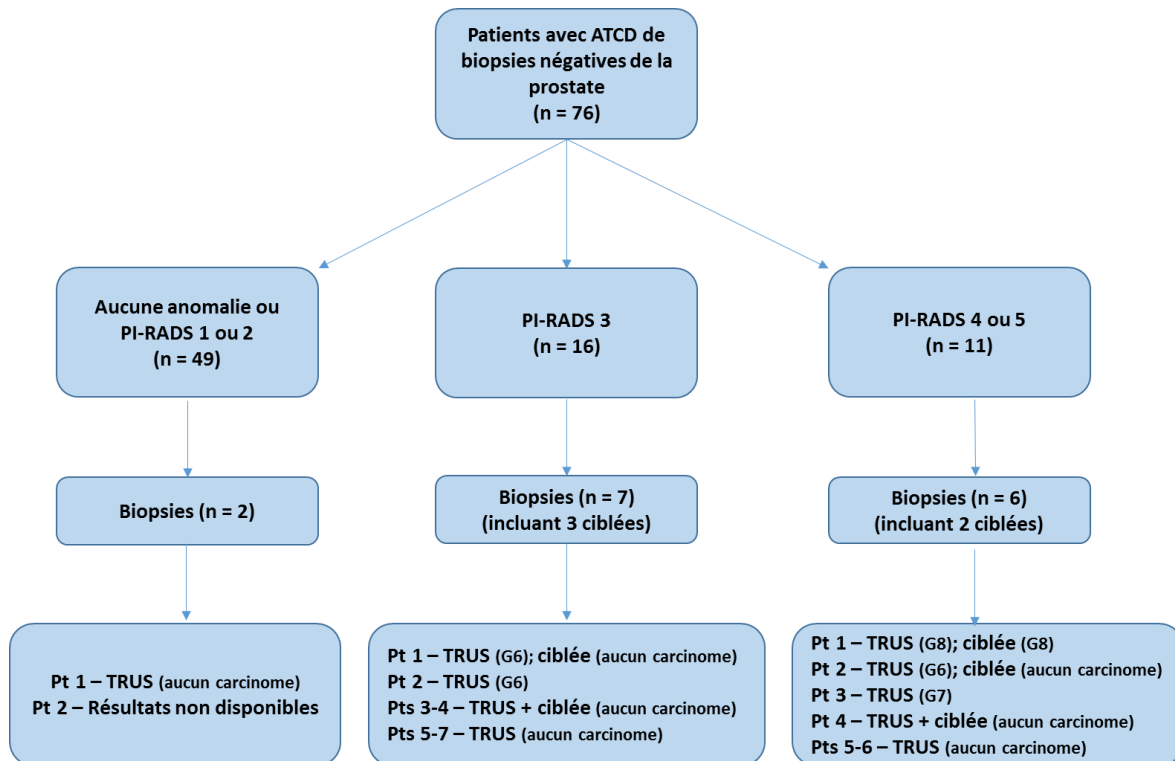 Patients avec ATCD de
biopsies négatives de la
prostate
(n = 76)
Aucune anomalie ou
PI-RADS 1 ou 2
(n = 49)
PI-RADS 3
(n = 16)
PI-RADS 4 ou 5
(n = 11)
Biopsies (n = 2)
Biopsies (n = 7)
(incluant 3 ciblées)
Biopsies (n = 6)
(incluant 2 ciblées)
Pt 1 – TRUS (aucun carcinome)
Pt 2 – Résultats non disponibles
Pt 1 – TRUS (G6); ciblée (aucun carcinome)
Pt 2 – TRUS (G6)
Pts 3-4 – TRUS + ciblée (aucun carcinome)
Pts 5-7 – TRUS (aucun carcinome)
Pt 1 – TRUS (G8); ciblée (G8)
Pt 2 – TRUS (G6); ciblée (aucun carcinome)
Pt 3 – TRUS (G7)
Pt 4 – TRUS + ciblée (aucun carcinome)
Pts 5-6 – TRUS (aucun carcinome)